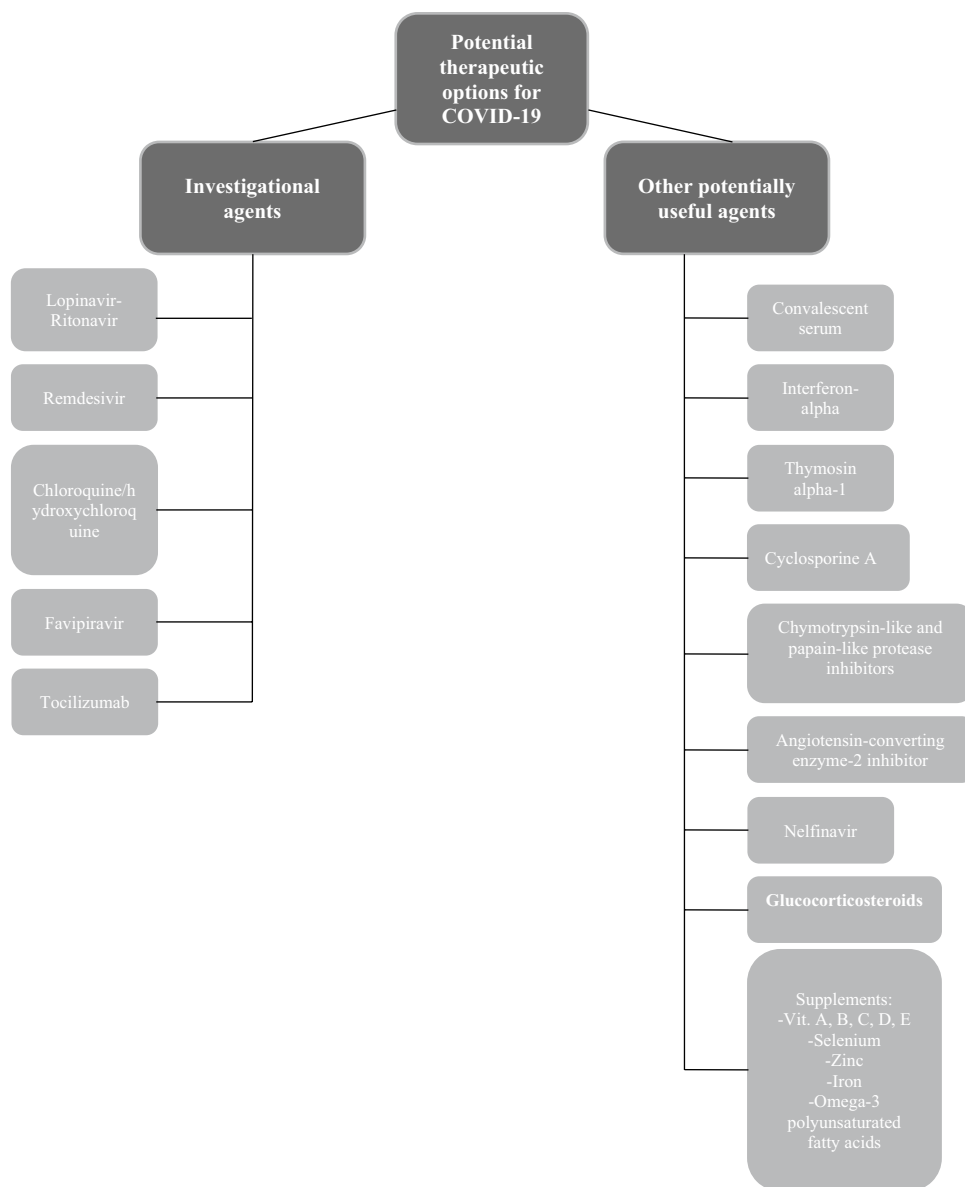 Potential
therapeutic
options for
COVID-19
Investigational
agents
Other potentially
useful agents
Lopinavir-
Ritonavir
Remdesivir
Chloroquine/h
ydroxychloroq
uine
Favipiravir
Tocilizumab
Convalescent
serum
Interferon-
alpha
Thymosin
alpha-1
Cyclosporine A
Chymotrypsin-like and
papain-like protease
inhibitors
Angiotensin-converting
enzyme-2 inhibitor
Nelfinavir
Glucocorticosteroids
Supplements:
-Vit. A, B, C, D, E
-Selenium
-Zinc
-Iron
-Omega-3
polyunsaturated
fatty acids